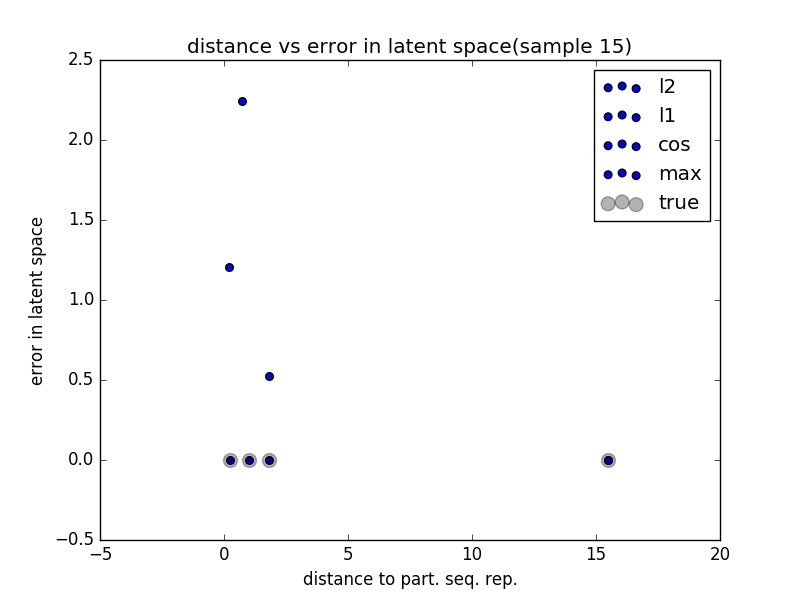 distance vs error in latent space(sample 15)
2.5
2.0
1.5
1.0
0.5
0.0
−0.5
error in latent space
l2
l1
cos
max
true
−5
0
5
10
15
20
distance to part. seq. rep.